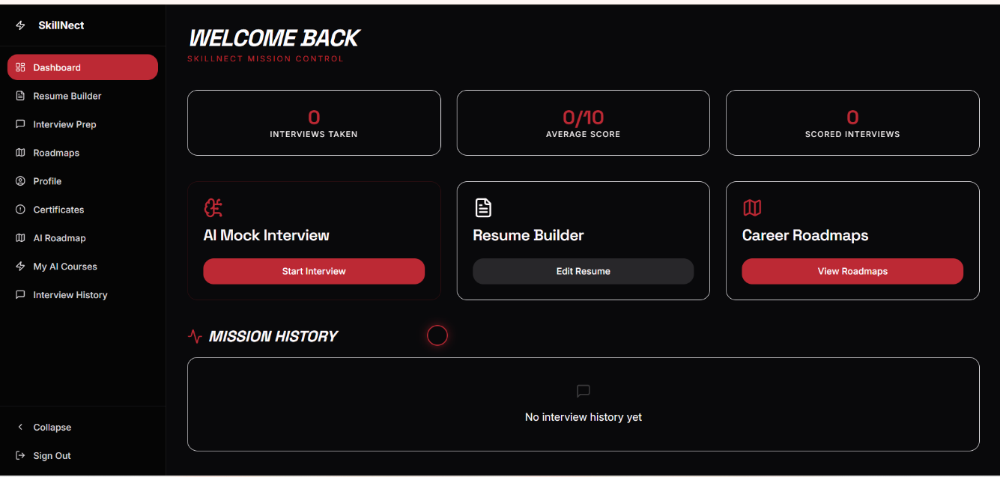 SkillNect
Dashboard
Resume Builder
Interview Prep
Roadmaps
Profile
Certificates
AI Roadmap
My AI Courses
Interview History
Collapse
Sign Out
WELCOME BACK
SKILLNECT MISSION CONTROL
0
INTERVIEWS TAKEN
0/10
AVERAGE SCORE
0
SCORED INTERVIEWS
AI Mock Interview
Start Interview
Resume Builder
Edit Resume
Career Roadmaps
View Roadmaps
MISSION HISTORY
No interview history yet